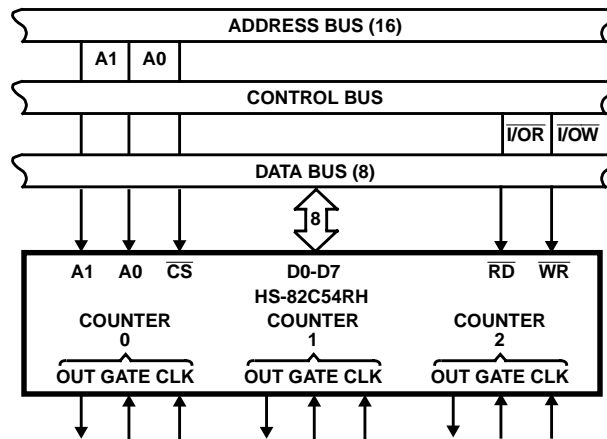 ADDRESS BUS (16)
A1 A0
CONTROL BUS
I/OR I/OW
DATA BUS (8)
8
A1 A0 CS D0-D7 RD WR
HS-82C54RH
COUNTER COUNTER COUNTER
0 1 2
OUT GATE CLK OUT GATE CLK OUT GATE CLK